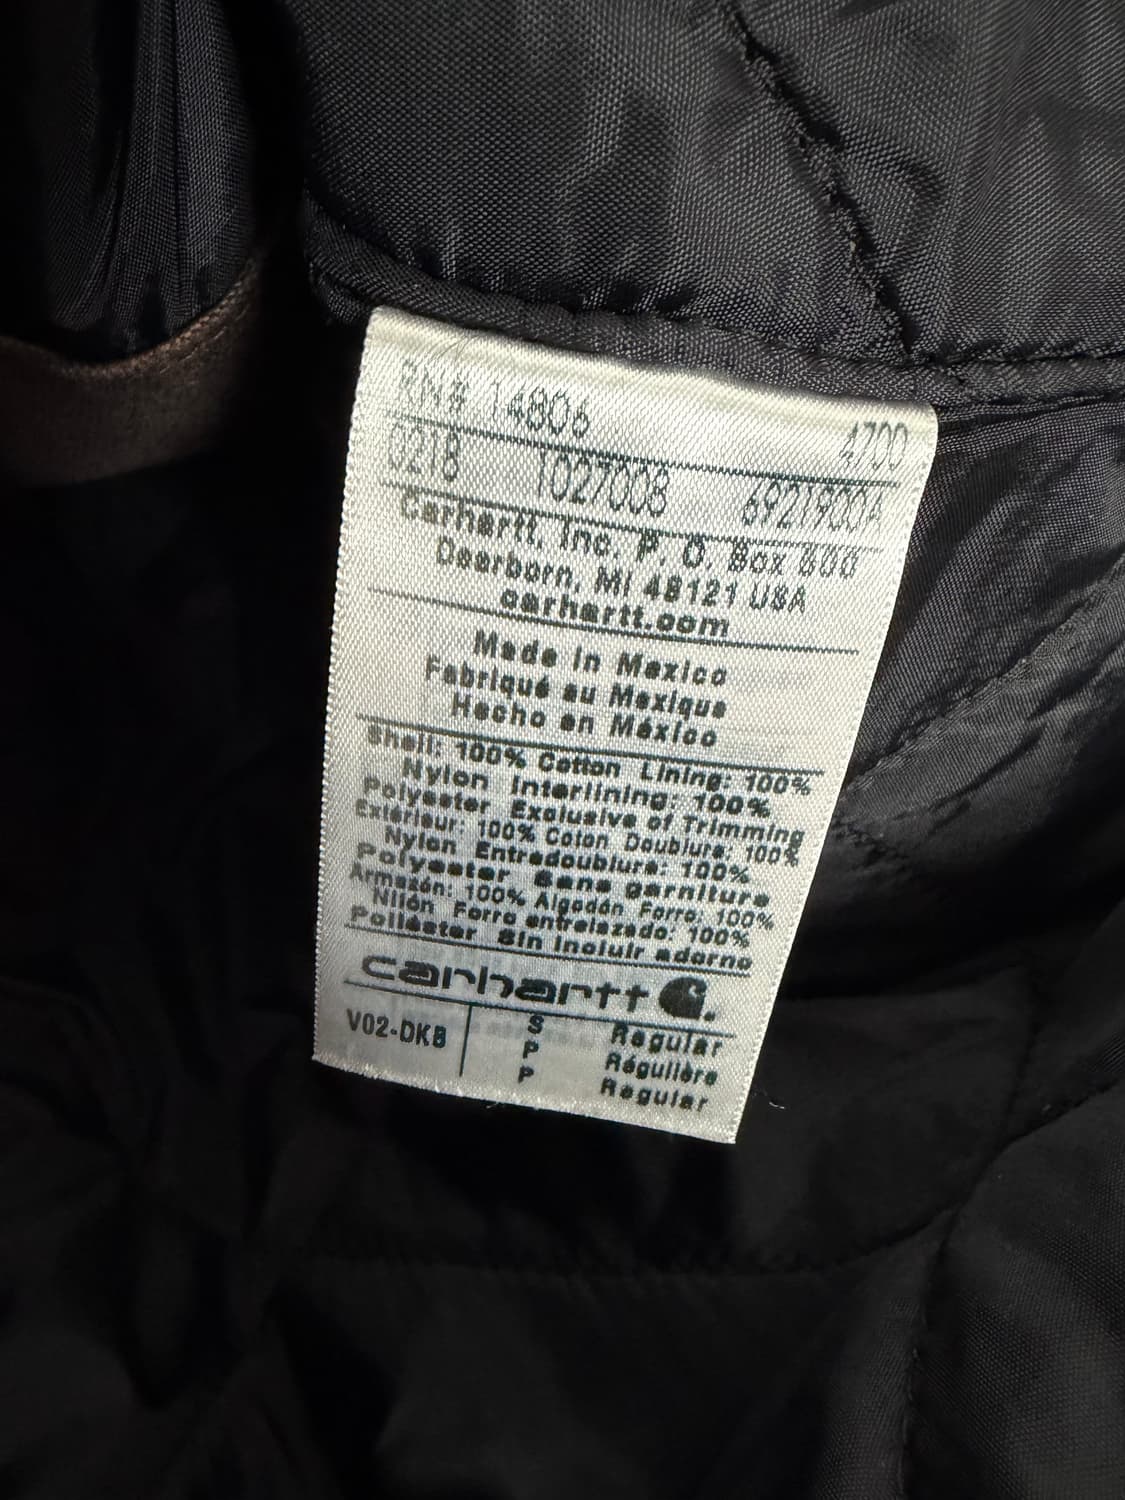 RN# 14806 4700
0218 1027008 6921900A
Carhartt, Inc. P. O. Box 600
Dearborn, MI 48121 USA
carhartt.com
Made in Mexico
Fabriqué au Mexique
Hecho en México
Shell: 100% Cotton Lining: 100%
Nylon Interlining: 100%
Polyester Exclusive of Trimming
Extérieur: 100% Coton Doublure: 100%
Nylon Entredoublure: 100%
Polyester Sans garniture
Armazón: 100% Algodón Forro: 100%
Nilón Forro entrelazado: 100%
Poliéster Sin incluir adorno
carhartt
V02-DKB S Regular
P Régulière
P Regular